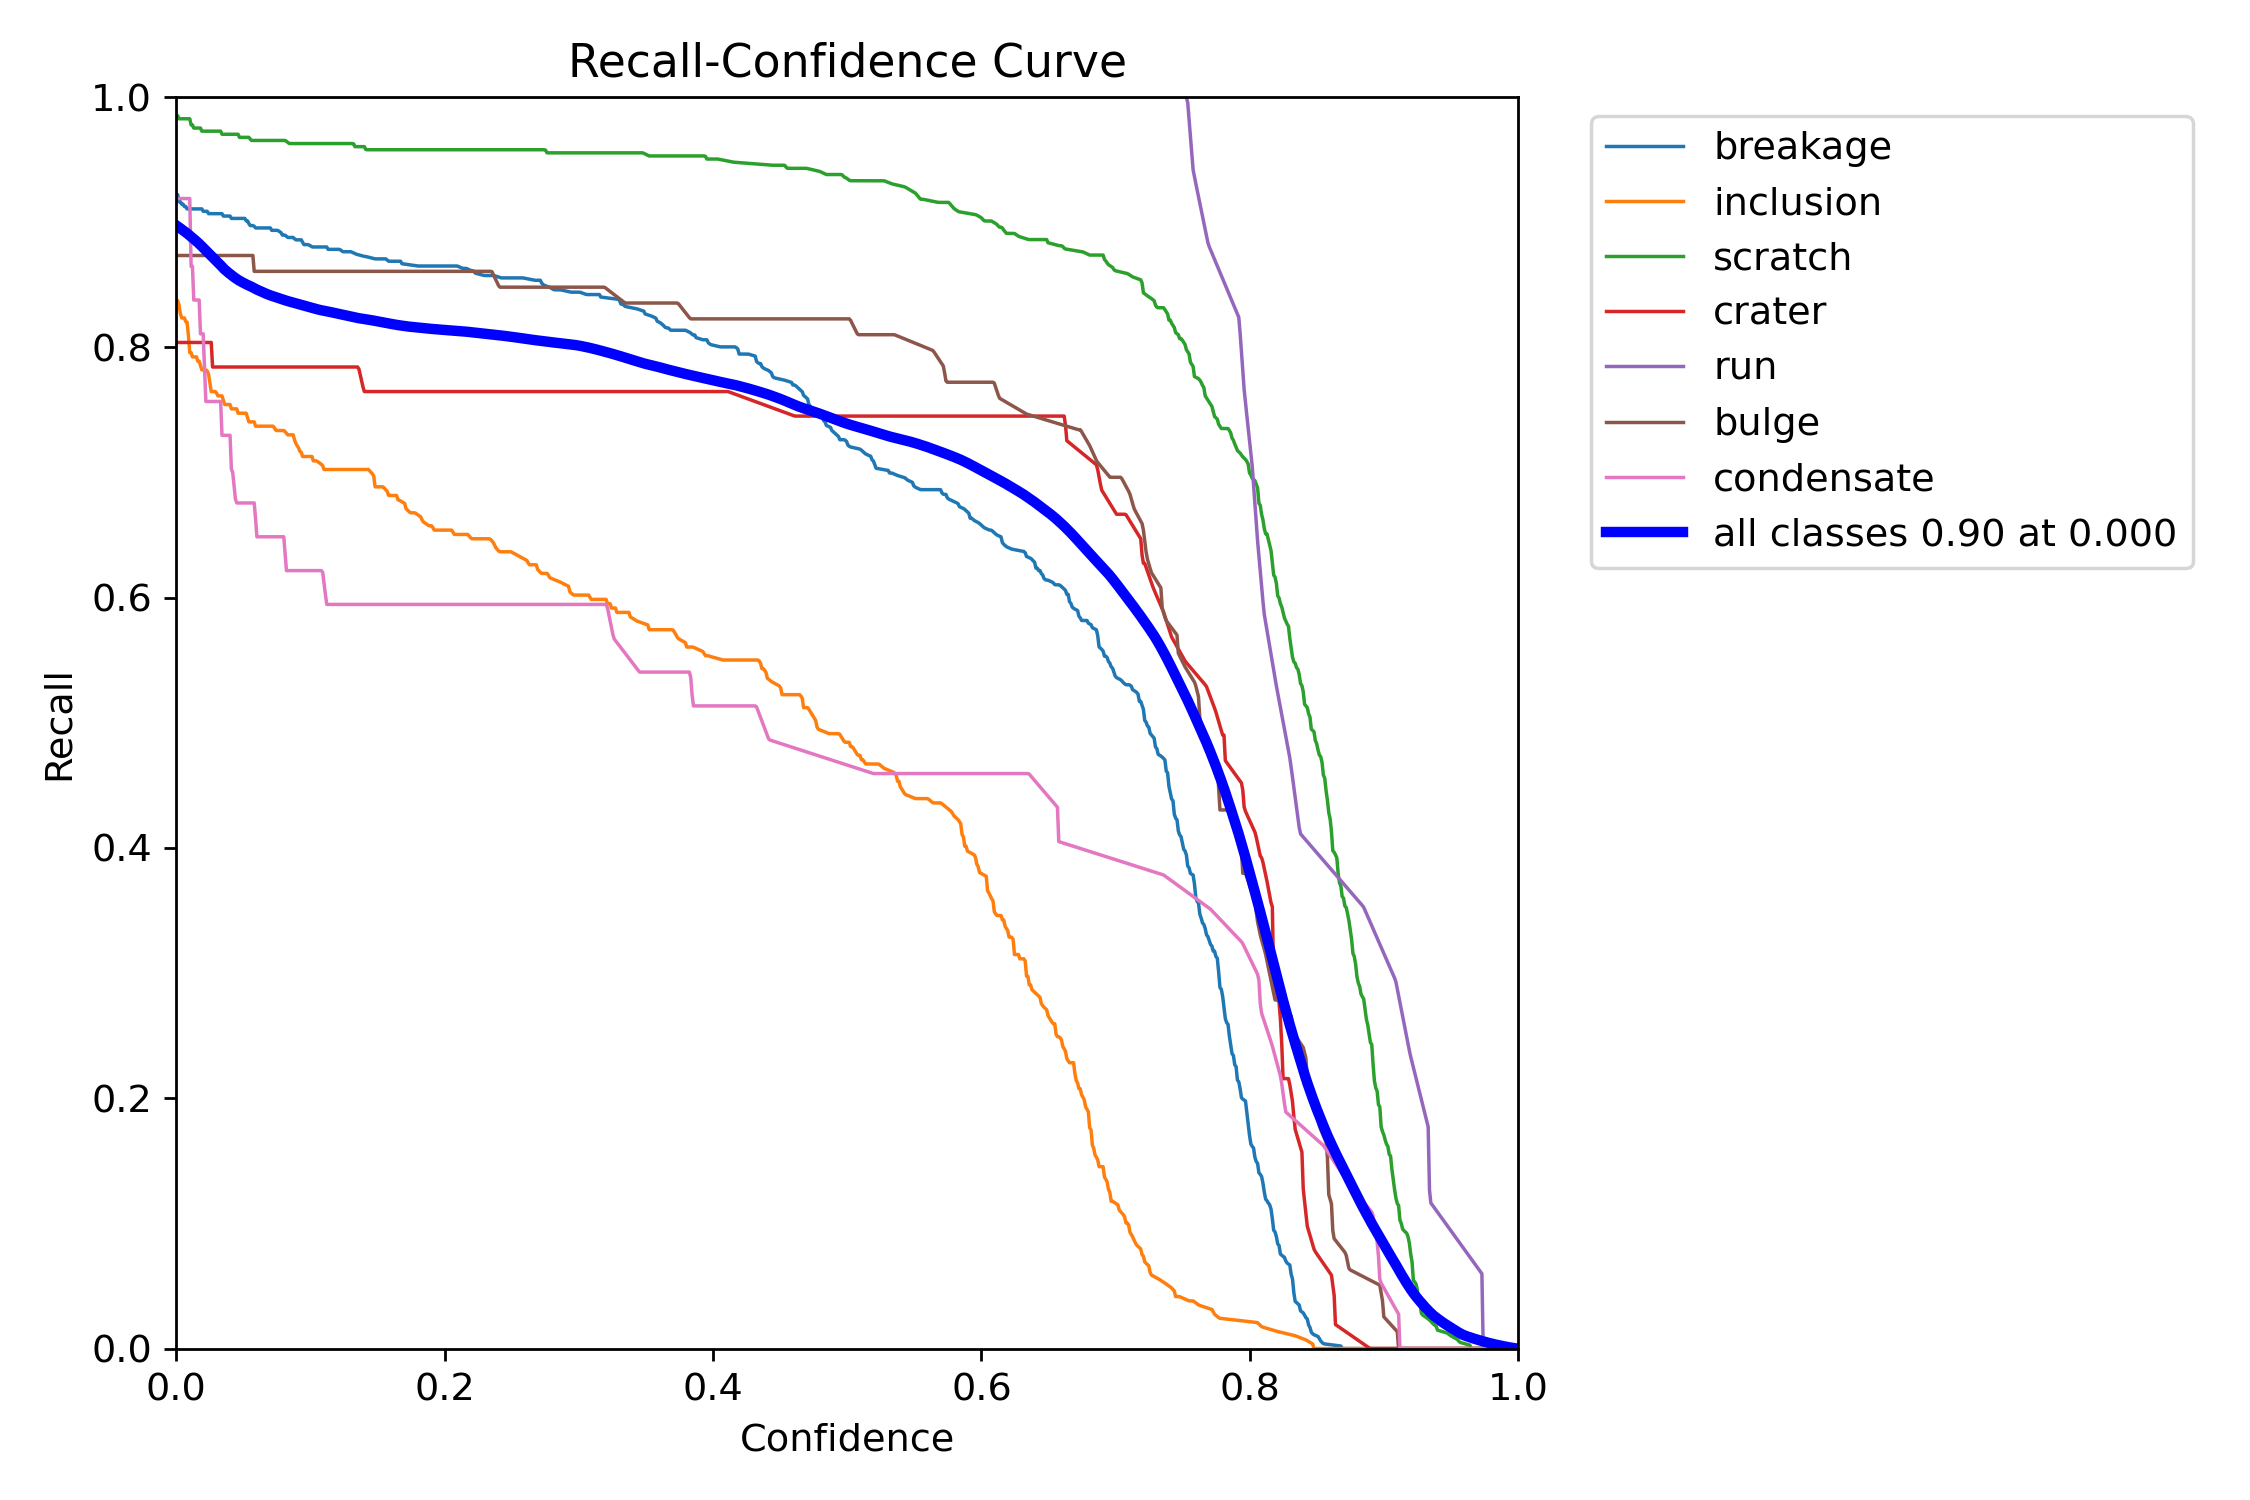 Recall-Confidence Curve
1.0
0.8
0.6
0.4
0.2
0.0
Recall
0.0 0.2 0.4 0.6 0.8 1.0
Confidence
breakage
inclusion
scratch
crater
run
bulge
condensate
all classes 0.90 at 0.000